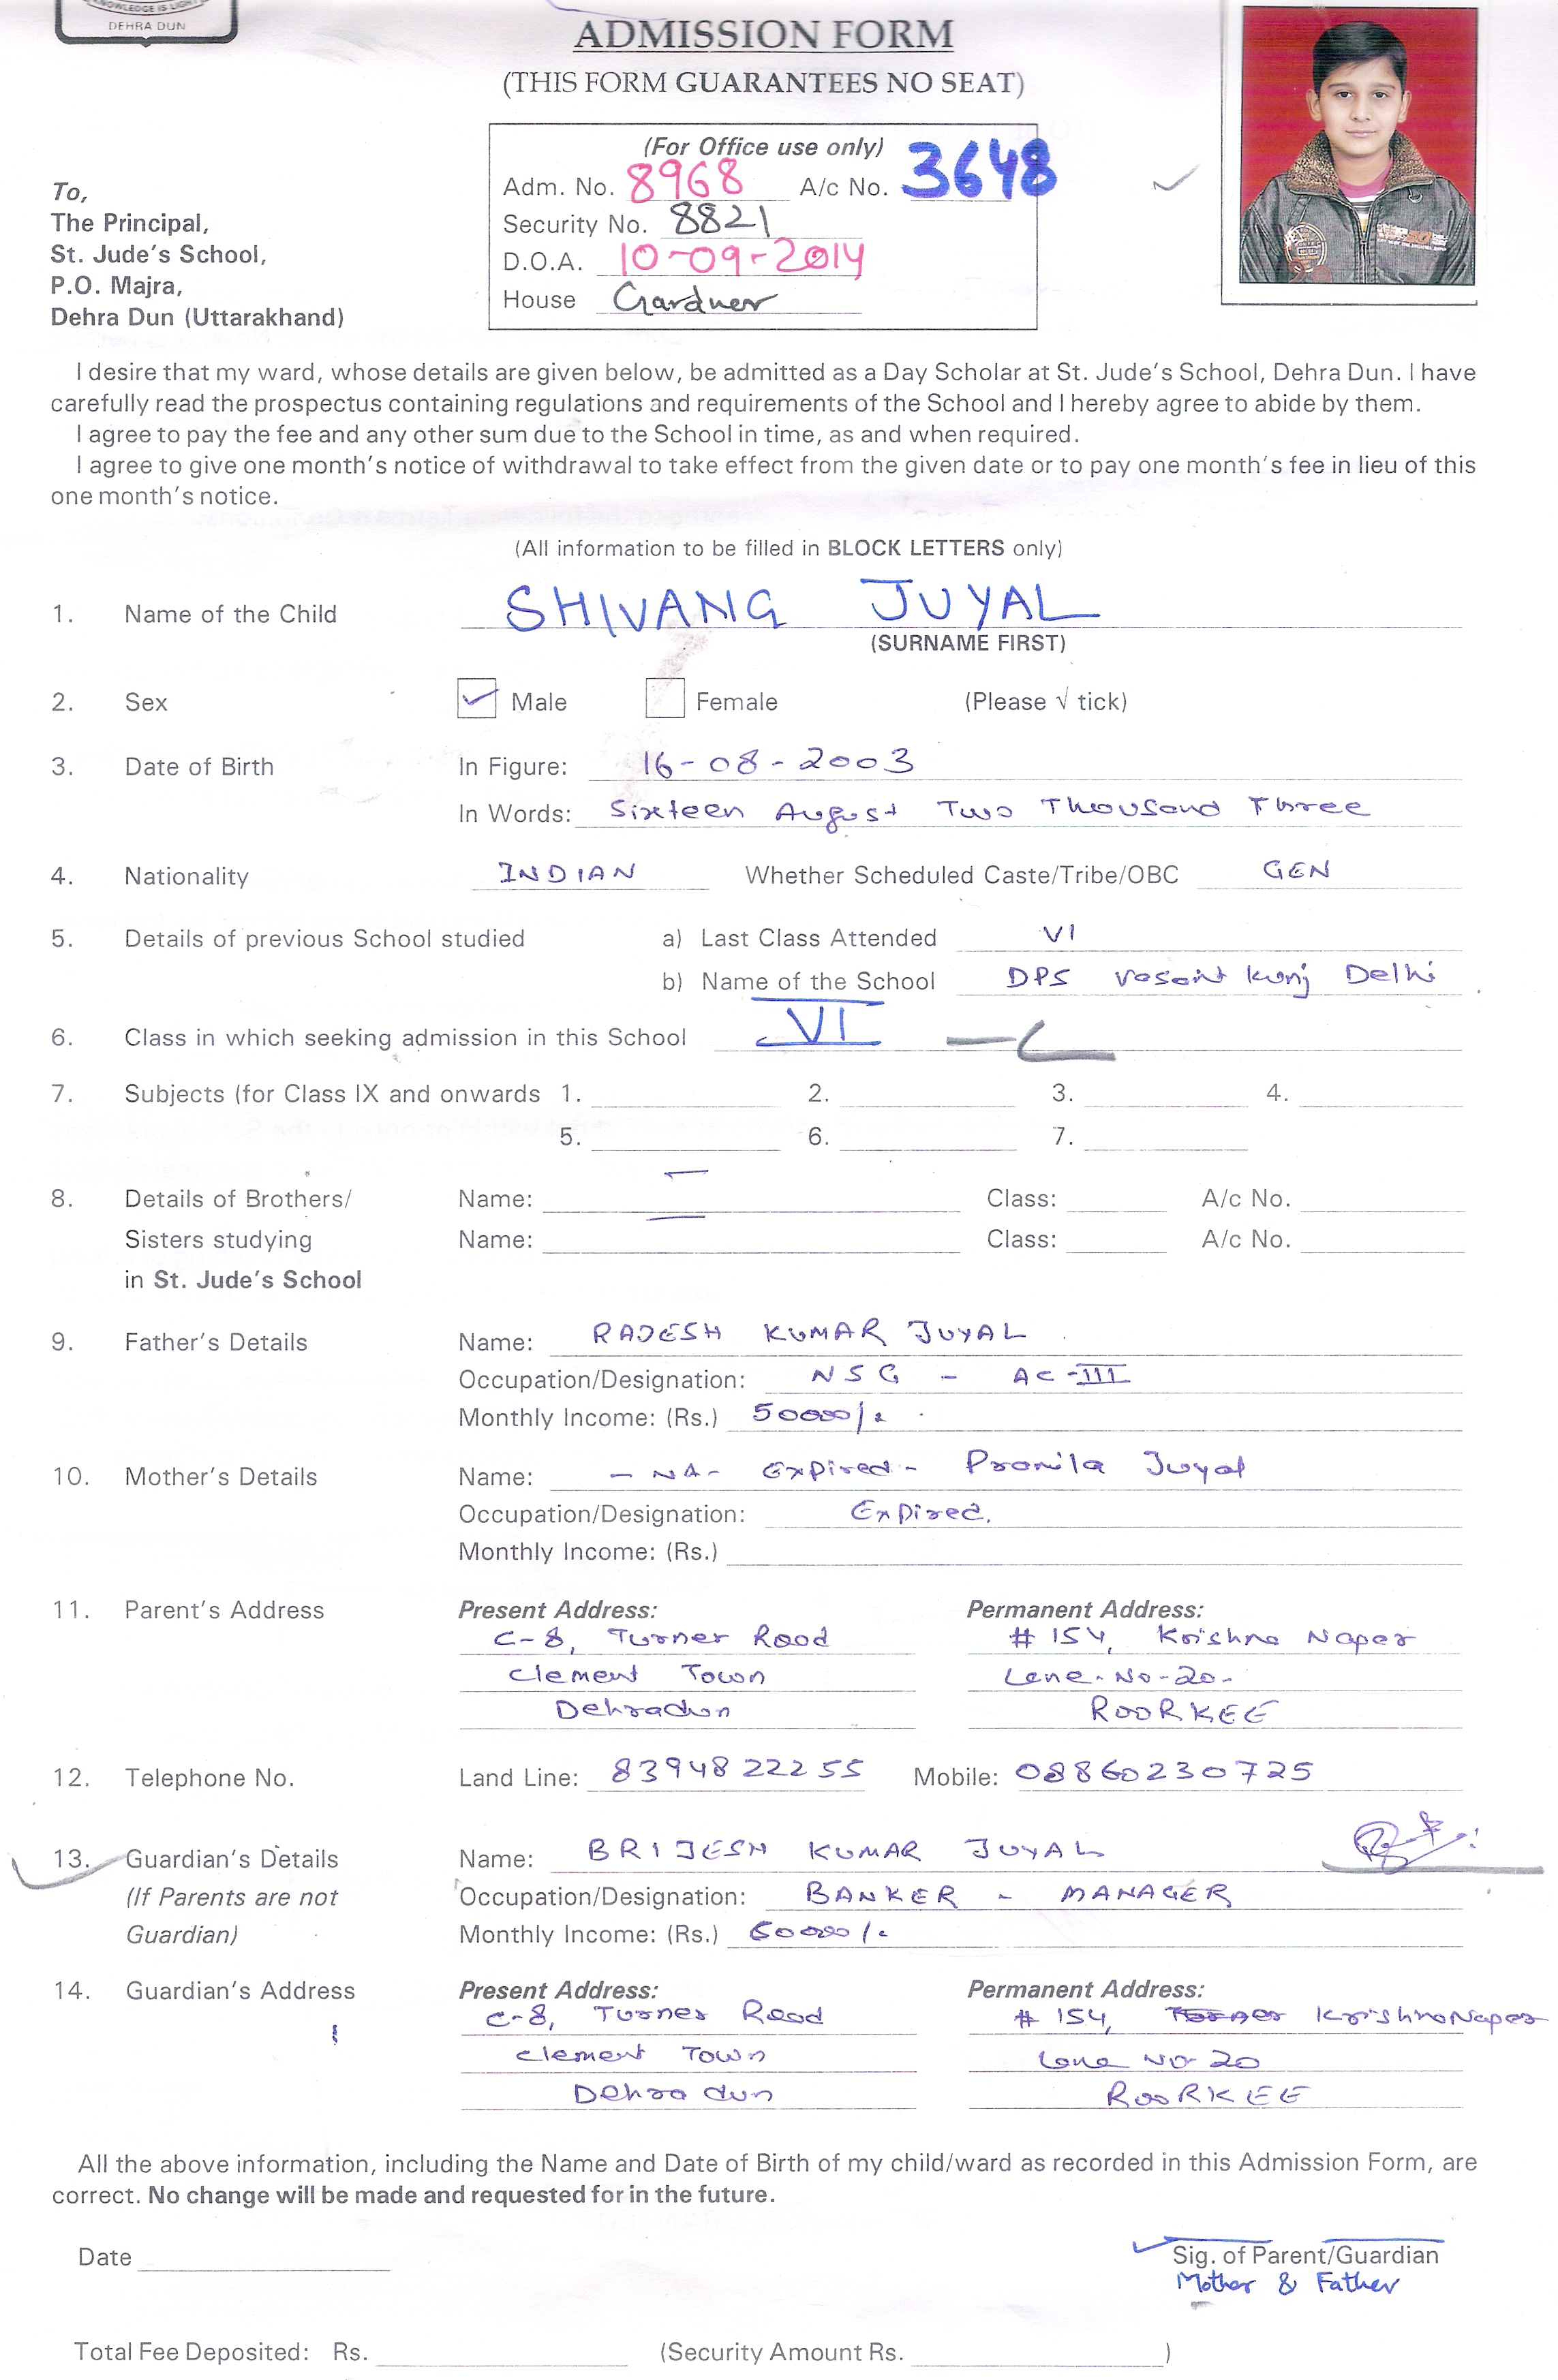 KNOWLEDGE IS LIGHT
DEHRA DUN
ADMISSION FORM
(THIS FORM GUARANTEES NO SEAT)
(For Office use only)
Adm. No. 8968 A/c No. 3648
Security No. 8821
D.O.A. 10-09-2014
House Gardner
To,
The Principal,
St. Jude's School,
P.O. Majra,
Dehra Dun (Uttarakhand)
I desire that my ward, whose details are given below, be admitted as a Day Scholar at St. Jude's School, Dehra Dun. I have
carefully read the prospectus containing regulations and requirements of the School and I hereby agree to abide by them.
I agree to pay the fee and any other sum due to the School in time, as and when required.
I agree to give one month's notice of withdrawal to take effect from the given date or to pay one month's fee in lieu of this
one month's notice.
(All information to be filled in BLOCK LETTERS only)
1. Name of the Child SHIVANG JUYAL
(SURNAME FIRST)
2. Sex Male Female (Please √ tick)
3. Date of Birth In Figure: 16-08-2003
In Words: Sixteen August Two Thousand Three
4. Nationality INDIAN Whether Scheduled Caste/Tribe/OBC GEN
5. Details of previous School studied a) Last Class Attended VI
b) Name of the School DPS Vasant Kunj Delhi
6. Class in which seeking admission in this School VI - C
7. Subjects (for Class IX and onwards 1. 2. 3. 4.
5. 6. 7.
8. Details of Brothers/ Name: Class: A/c No.
Sisters studying Name: Class: A/c No.
in St. Jude's School
9. Father's Details Name: RAJESH KUMAR JUYAL
Occupation/Designation: NSG - AC-III
Monthly Income: (Rs.) 50000/-
10. Mother's Details Name: - NA - Expired - Promila Juyal
Occupation/Designation: Expired.
Monthly Income: (Rs.)
11. Parent's Address Present Address: Permanent Address:
C-8, Turner Road # 154, Krishna Nager
Clement Town Lane-No-20-
Dehradun ROORKEE
12. Telephone No. Land Line: 8394822255 Mobile: 08860230725
13. Guardian's Details Name: BRIJESH KUMAR JUYAL
(If Parents are not Occupation/Designation: BANKER - MANAGER
Guardian) Monthly Income: (Rs.) 60000/-
14. Guardian's Address Present Address: Permanent Address:
C-8, Turner Road # 154, Krishna Nager
Clement Town Lane No-20
Dehradun ROORKEE
All the above information, including the Name and Date of Birth of my child/ward as recorded in this Admission Form, are
correct. No change will be made and requested for in the future.
Date Sig. of Parent/Guardian
Mother & Father
Total Fee Deposited: Rs. (Security Amount Rs. )